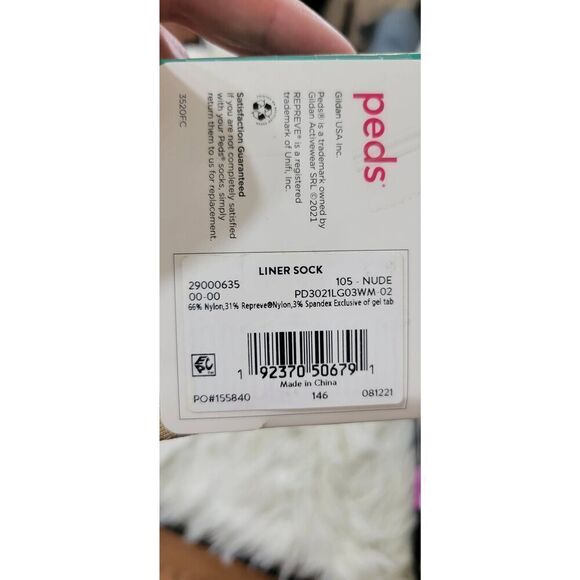 peds®
Gildan USA Inc.
Peds® is a trademark owned by
Gildan Activewear SRL ©2021
REPREVE® is a registered
trademark of Unifi, Inc.
Satisfaction Guaranteed
If you are not completely satisfied
with your Peds® socks, simply
return them to us for replacement.
3520FC
LINER SOCK
29000635 105 - NUDE
00-00 PD3021LG03WM-02
66% Nylon,31% Repreve®Nylon,3% Spandex Exclusive of gel tab
1 92370 50679 1
Made in China
PO#155840 146 081221